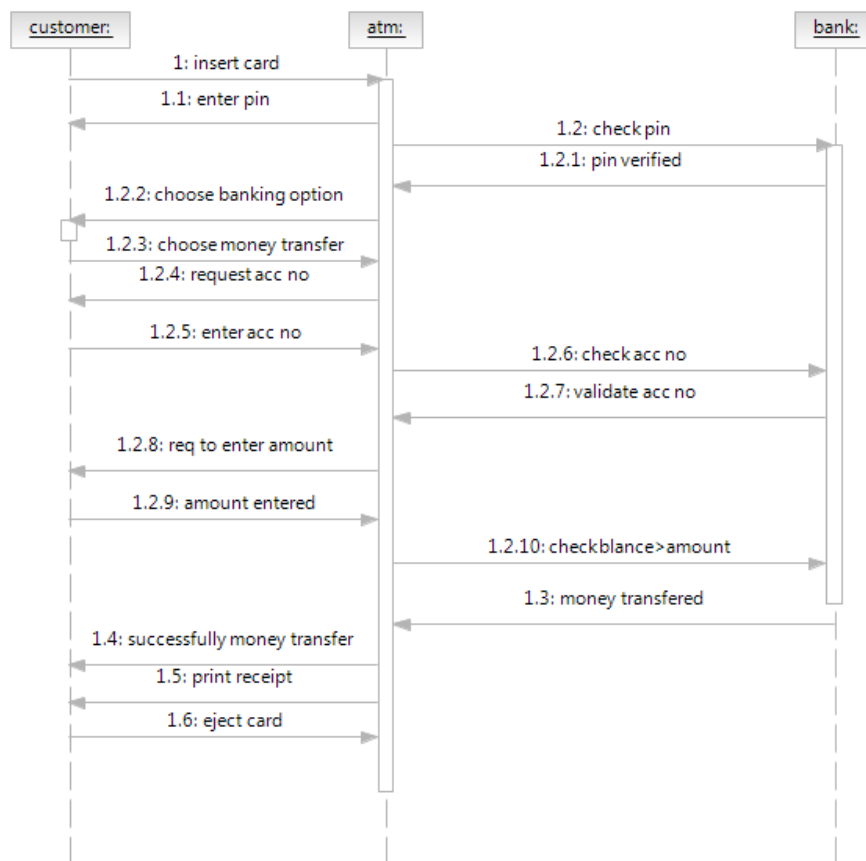 customer:
atm:
bank:
1: insert card
1.1: enter pin
1.2: check pin
1.2.1: pin verified
1.2.2: choose banking option
1.2.3: choose money transfer
1.2.4: request acc no
1.2.5: enter acc no
1.2.6: check acc no
1.2.7: validate acc no
1.2.8: req to enter amount
1.2.9: amount entered
1.2.10: checkblance>amount
1.3: money transfered
1.4: successfully money transfer
1.5: print receipt
1.6: eject card